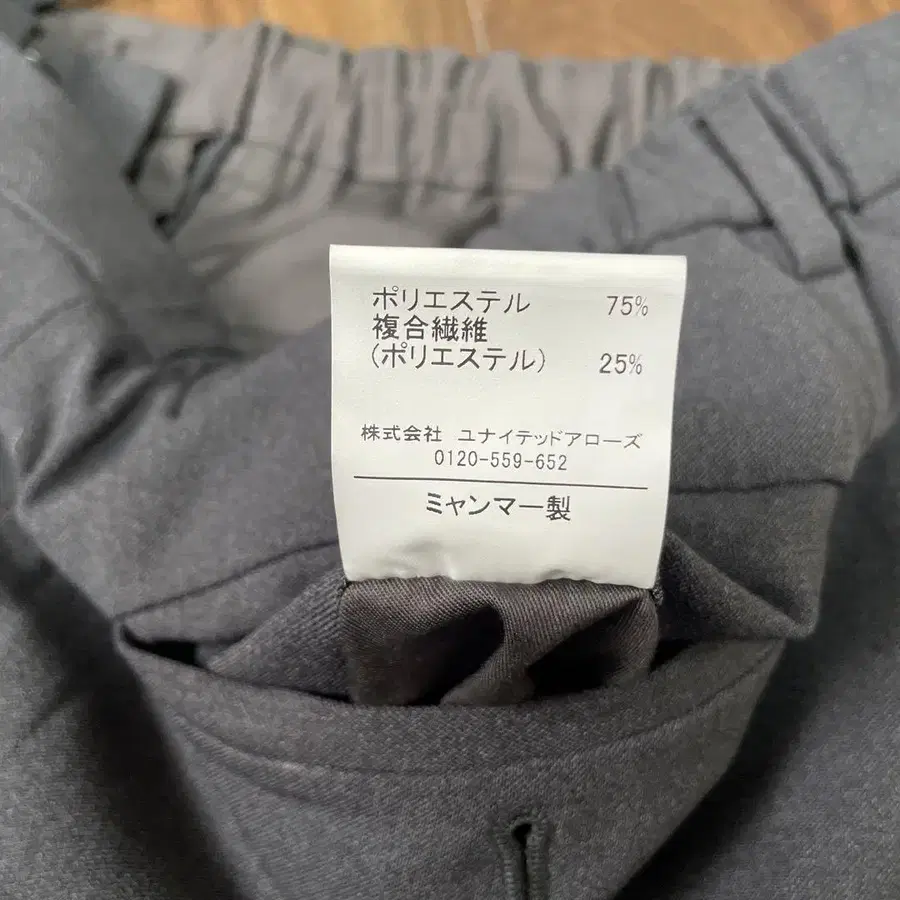 ポリエステル 75%
複合繊維
(ポリエステル) 25%
株式会社 ユナイテッドアローズ
0120-559-652
ミャンマー製